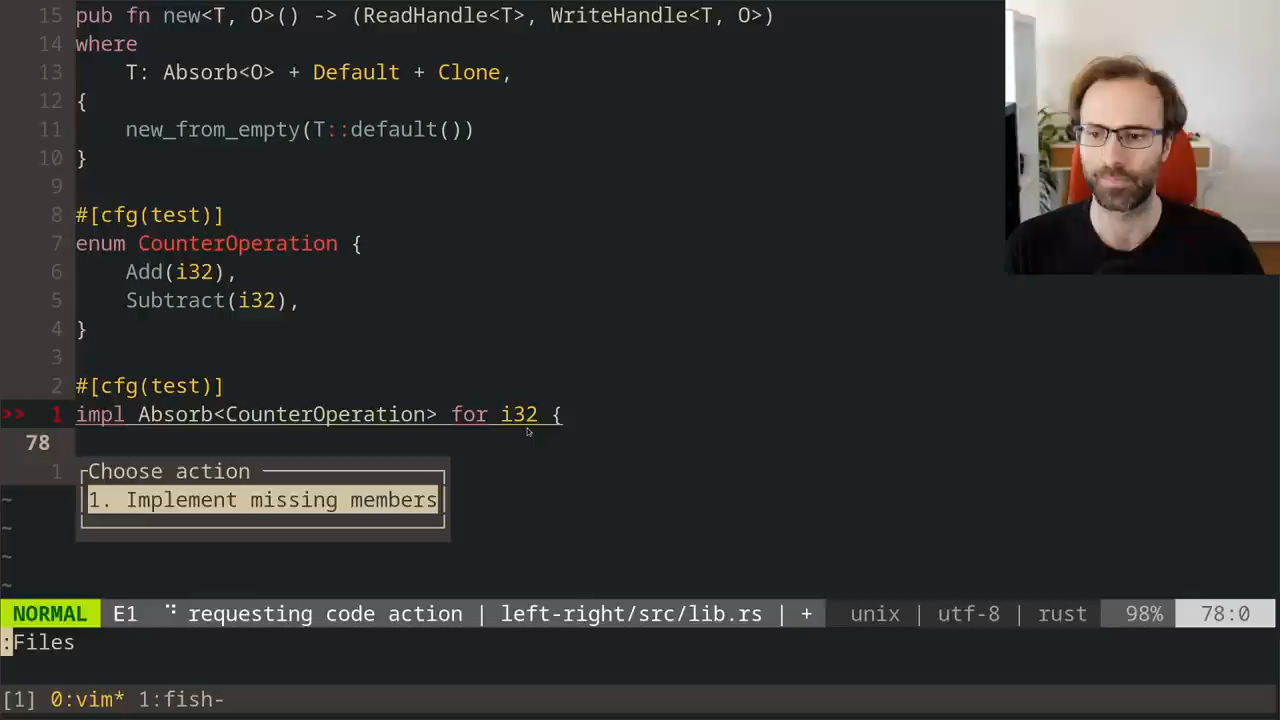 15 pub fn new<T, O>() -> (ReadHandle<T>, WriteHandle<T, O>)
14 where
13     T: Absorb<O> + Default + Clone,
12 {
11     new_from_empty(T::default())
10 }
9
8 #[cfg(test)]
7 enum CounterOperation {
6     Add(i32),
5     Subtract(i32),
4 }
3
2 #[cfg(test)]
>> 1 impl Absorb<CounterOperation> for i32 {
78
1 Choose action
1. Implement missing members
~
~
~
~
NORMAL E1 ⠋ requesting code action | left-right/src/lib.rs | + unix | utf-8 | rust 98% 78:0
:Files
[1] 0:vim* 1:fish-